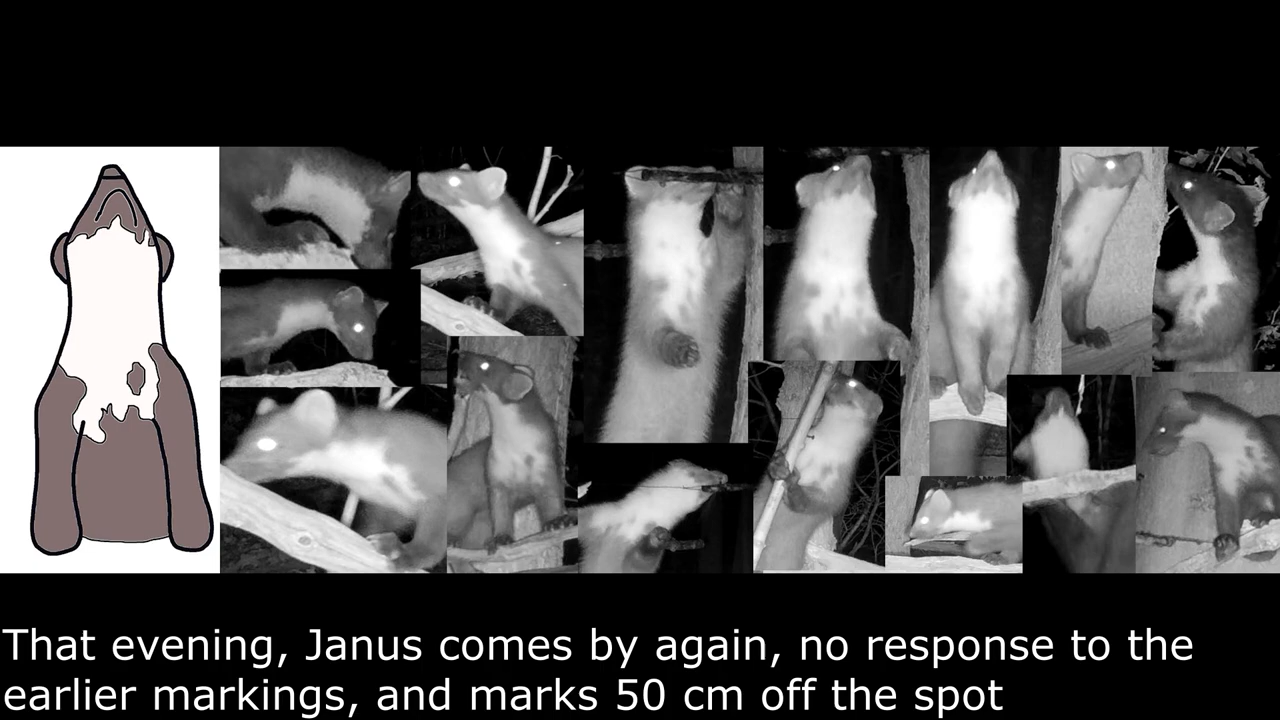 That evening, Janus comes by again, no response to the
earlier markings, and marks 50 cm off the spot